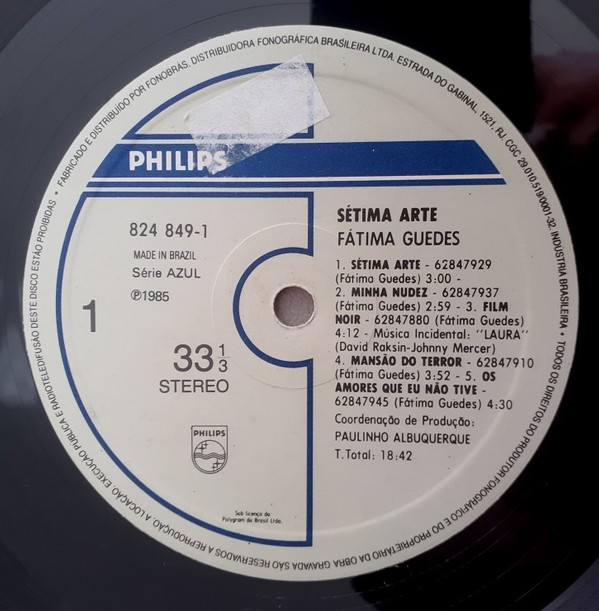 • FABRICADO E DISTRIBUÍDO POR FONOBRÁS, DISTRIBUIDORA FONOGRÁFICA BRASILEIRA LTDA, ESTRADA DO GABINAL, 1521, RJ, CGC 29.010.519/0001-32, INDÚSTRIA BRASILEIRA. • TODOS OS DIREITOS DO PRODUTOR FONOGRÁFICO E DO PROPRIETÁRIO DA OBRA GRAVADA SÃO RESERVADOS A REPRODUÇÃO, A LOCAÇÃO, EXECUÇÃO PÚBLICA E RADIOTELEDIFUSÃO DESTE DISCO ESTÃO PROIBIDAS
PHILIPS
824 849-1
MADE IN BRAZIL
Série AZUL
℗1985
1
33 1/3
STEREO
PHILIPS
Sob licença da
Polygram do Brasil Ltda.
SÉTIMA ARTE
FÁTIMA GUEDES
1. SÉTIMA ARTE - 62847929
(Fátima Guedes) 3:00 -
2. MINHA NUDEZ - 62847937
(Fátima Guedes) 2:59 - 3. FILM
NOIR - 62847880 (Fátima Guedes)
4:12 - Música Incidental: "LAURA"
(David Raksin-Johnny Mercer)
4. MANSÃO DO TERROR - 62847910
(Fátima Guedes) 3:52 - 5. OS
AMORES QUE EU NÃO TIVE -
62847945 (Fátima Guedes) 4:30
Coordenação de Produção:
PAULINHO ALBUQUERQUE
T.Total: 18:42